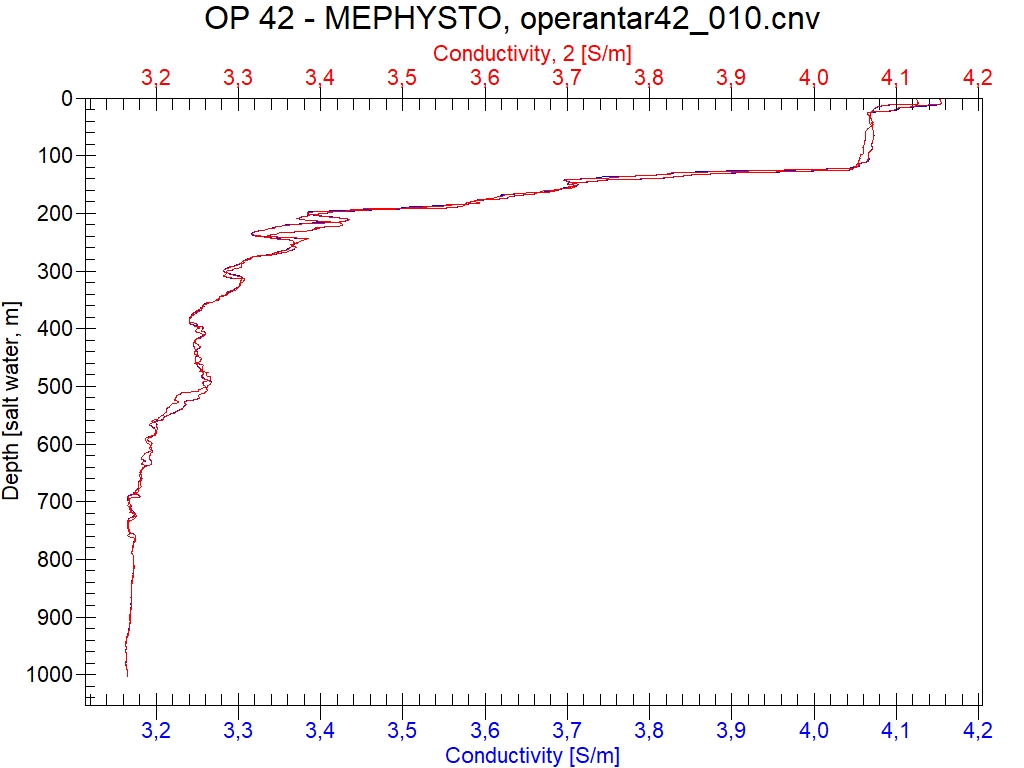 OP 42 - MEPHYSTO, operantar42_010.cnv
Conductivity, 2 [S/m]
3,2 3,3 3,4 3,5 3,6 3,7 3,8 3,9 4,0 4,1 4,2
0
100
200
300
400
500
600
700
800
900
1000
Depth [salt water, m]
3,2 3,3 3,4 3,5 3,6 3,7 3,8 3,9 4,0 4,1 4,2
Conductivity [S/m]